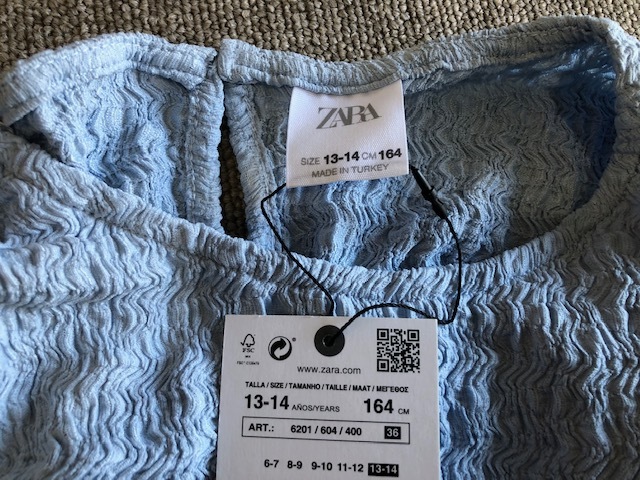 ZARA
SIZE 13-14 CM 164
MADE IN TURKEY
FSC
www.zara.com
TALLA / SIZE / TAMANHO / TAILLE / MAAT / ΜΕΓΕΘΟΣ
13-14 AÑOS/YEARS 164 CM
ART.: 6201 / 604 / 400 36
6-7 8-9 9-10 11-12 13-14